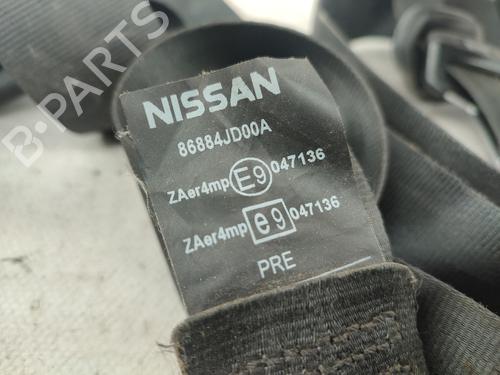 NISSAN
86884JD00A
ZAer4mp E9 047136
ZAer4mp e9 047136
PRE
B-PARTS